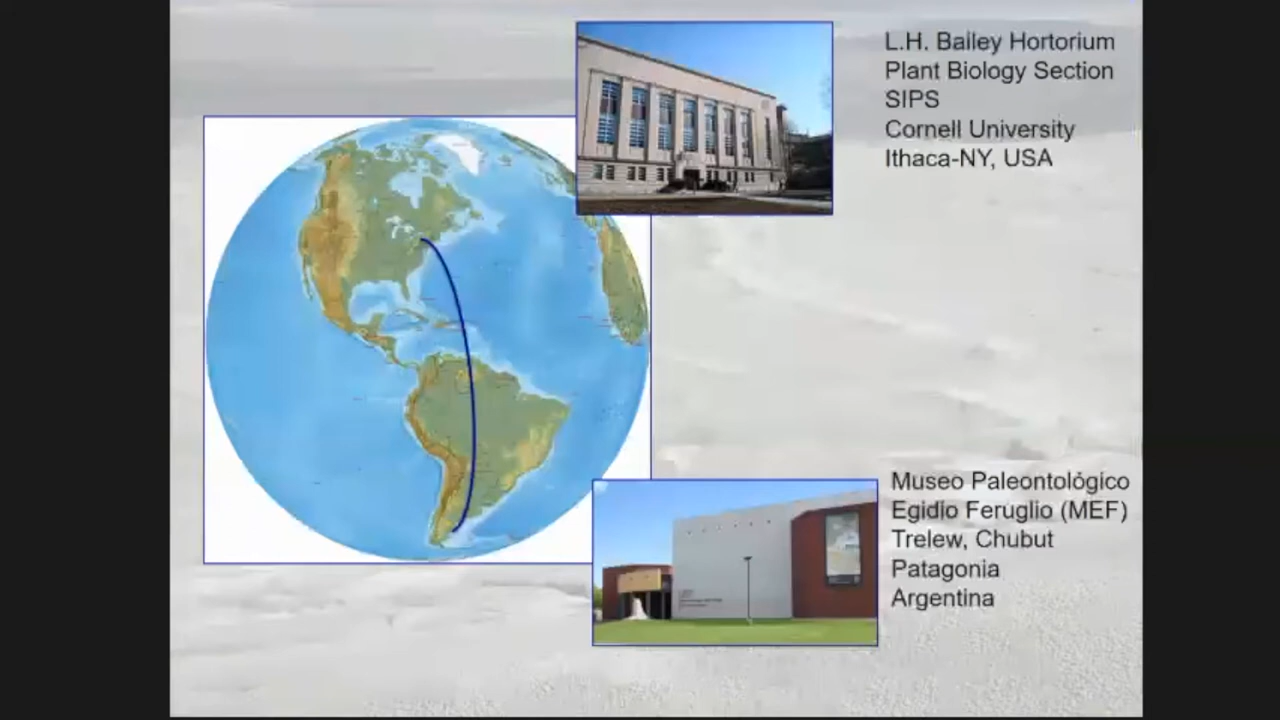 L.H. Bailey Hortorium
Plant Biology Section
SIPS
Cornell University
Ithaca-NY, USA
Museo Paleontológico
Egidio Feruglio (MEF)
Trelew, Chubut
Patagonia
Argentina